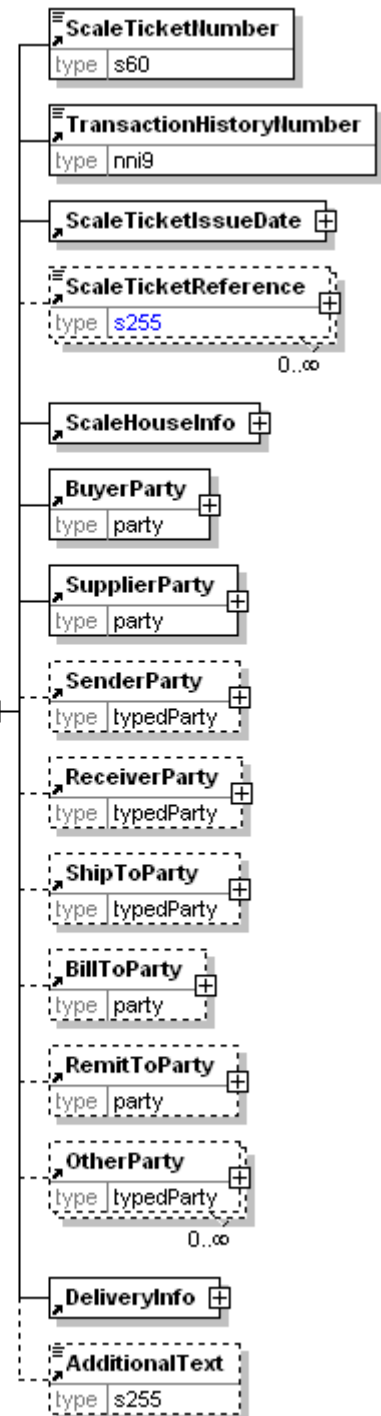 ScaleTicketNumber
type s60
TransactionHistoryNumber
type nni9
ScaleTicketIssueDate
ScaleTicketReference
type s255
0..∞
ScaleHouseInfo
BuyerParty
type party
SupplierParty
type party
SenderParty
type typedParty
ReceiverParty
type typedParty
ShipToParty
type typedParty
BillToParty
type party
RemitToParty
type party
OtherParty
type typedParty
0..∞
DeliveryInfo
AdditionalText
type s255